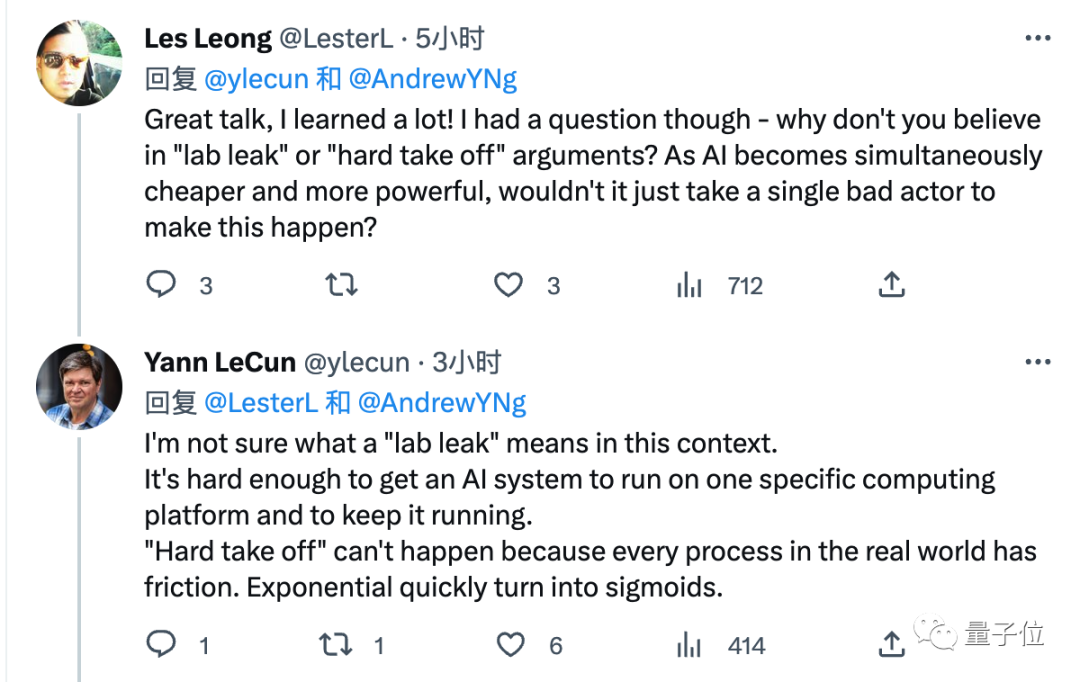 Les Leong @LesterL · 5小时
回复 @ylecun 和 @AndrewYNg
Great talk, I learned a lot! I had a question though - why don't you believe
in "lab leak" or "hard take off" arguments? As AI becomes simultaneously
cheaper and more powerful, wouldn't it just take a single bad actor to
make this happen?
3 3 712
Yann LeCun @ylecun · 3小时
回复 @LesterL 和 @AndrewYNg
I'm not sure what a "lab leak" means in this context.
It's hard enough to get an AI system to run on one specific computing
platform and to keep it running.
"Hard take off" can't happen because every process in the real world has
friction. Exponential quickly turn into sigmoids.
1 1 6 414
量子位